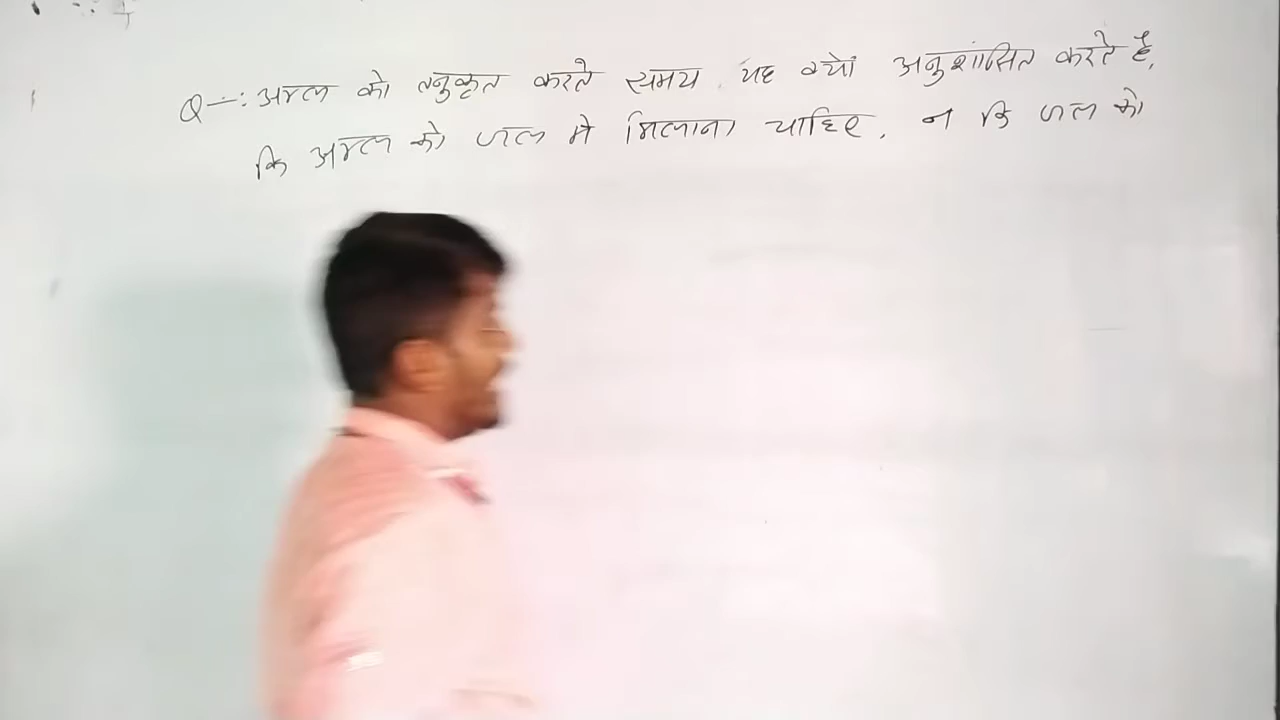 Q-: अम्ल को तनुकृत करते समय यह क्यों अनुशंसित करते है,
कि अम्ल को जल मे मिलाना चाहिए, न कि जल को